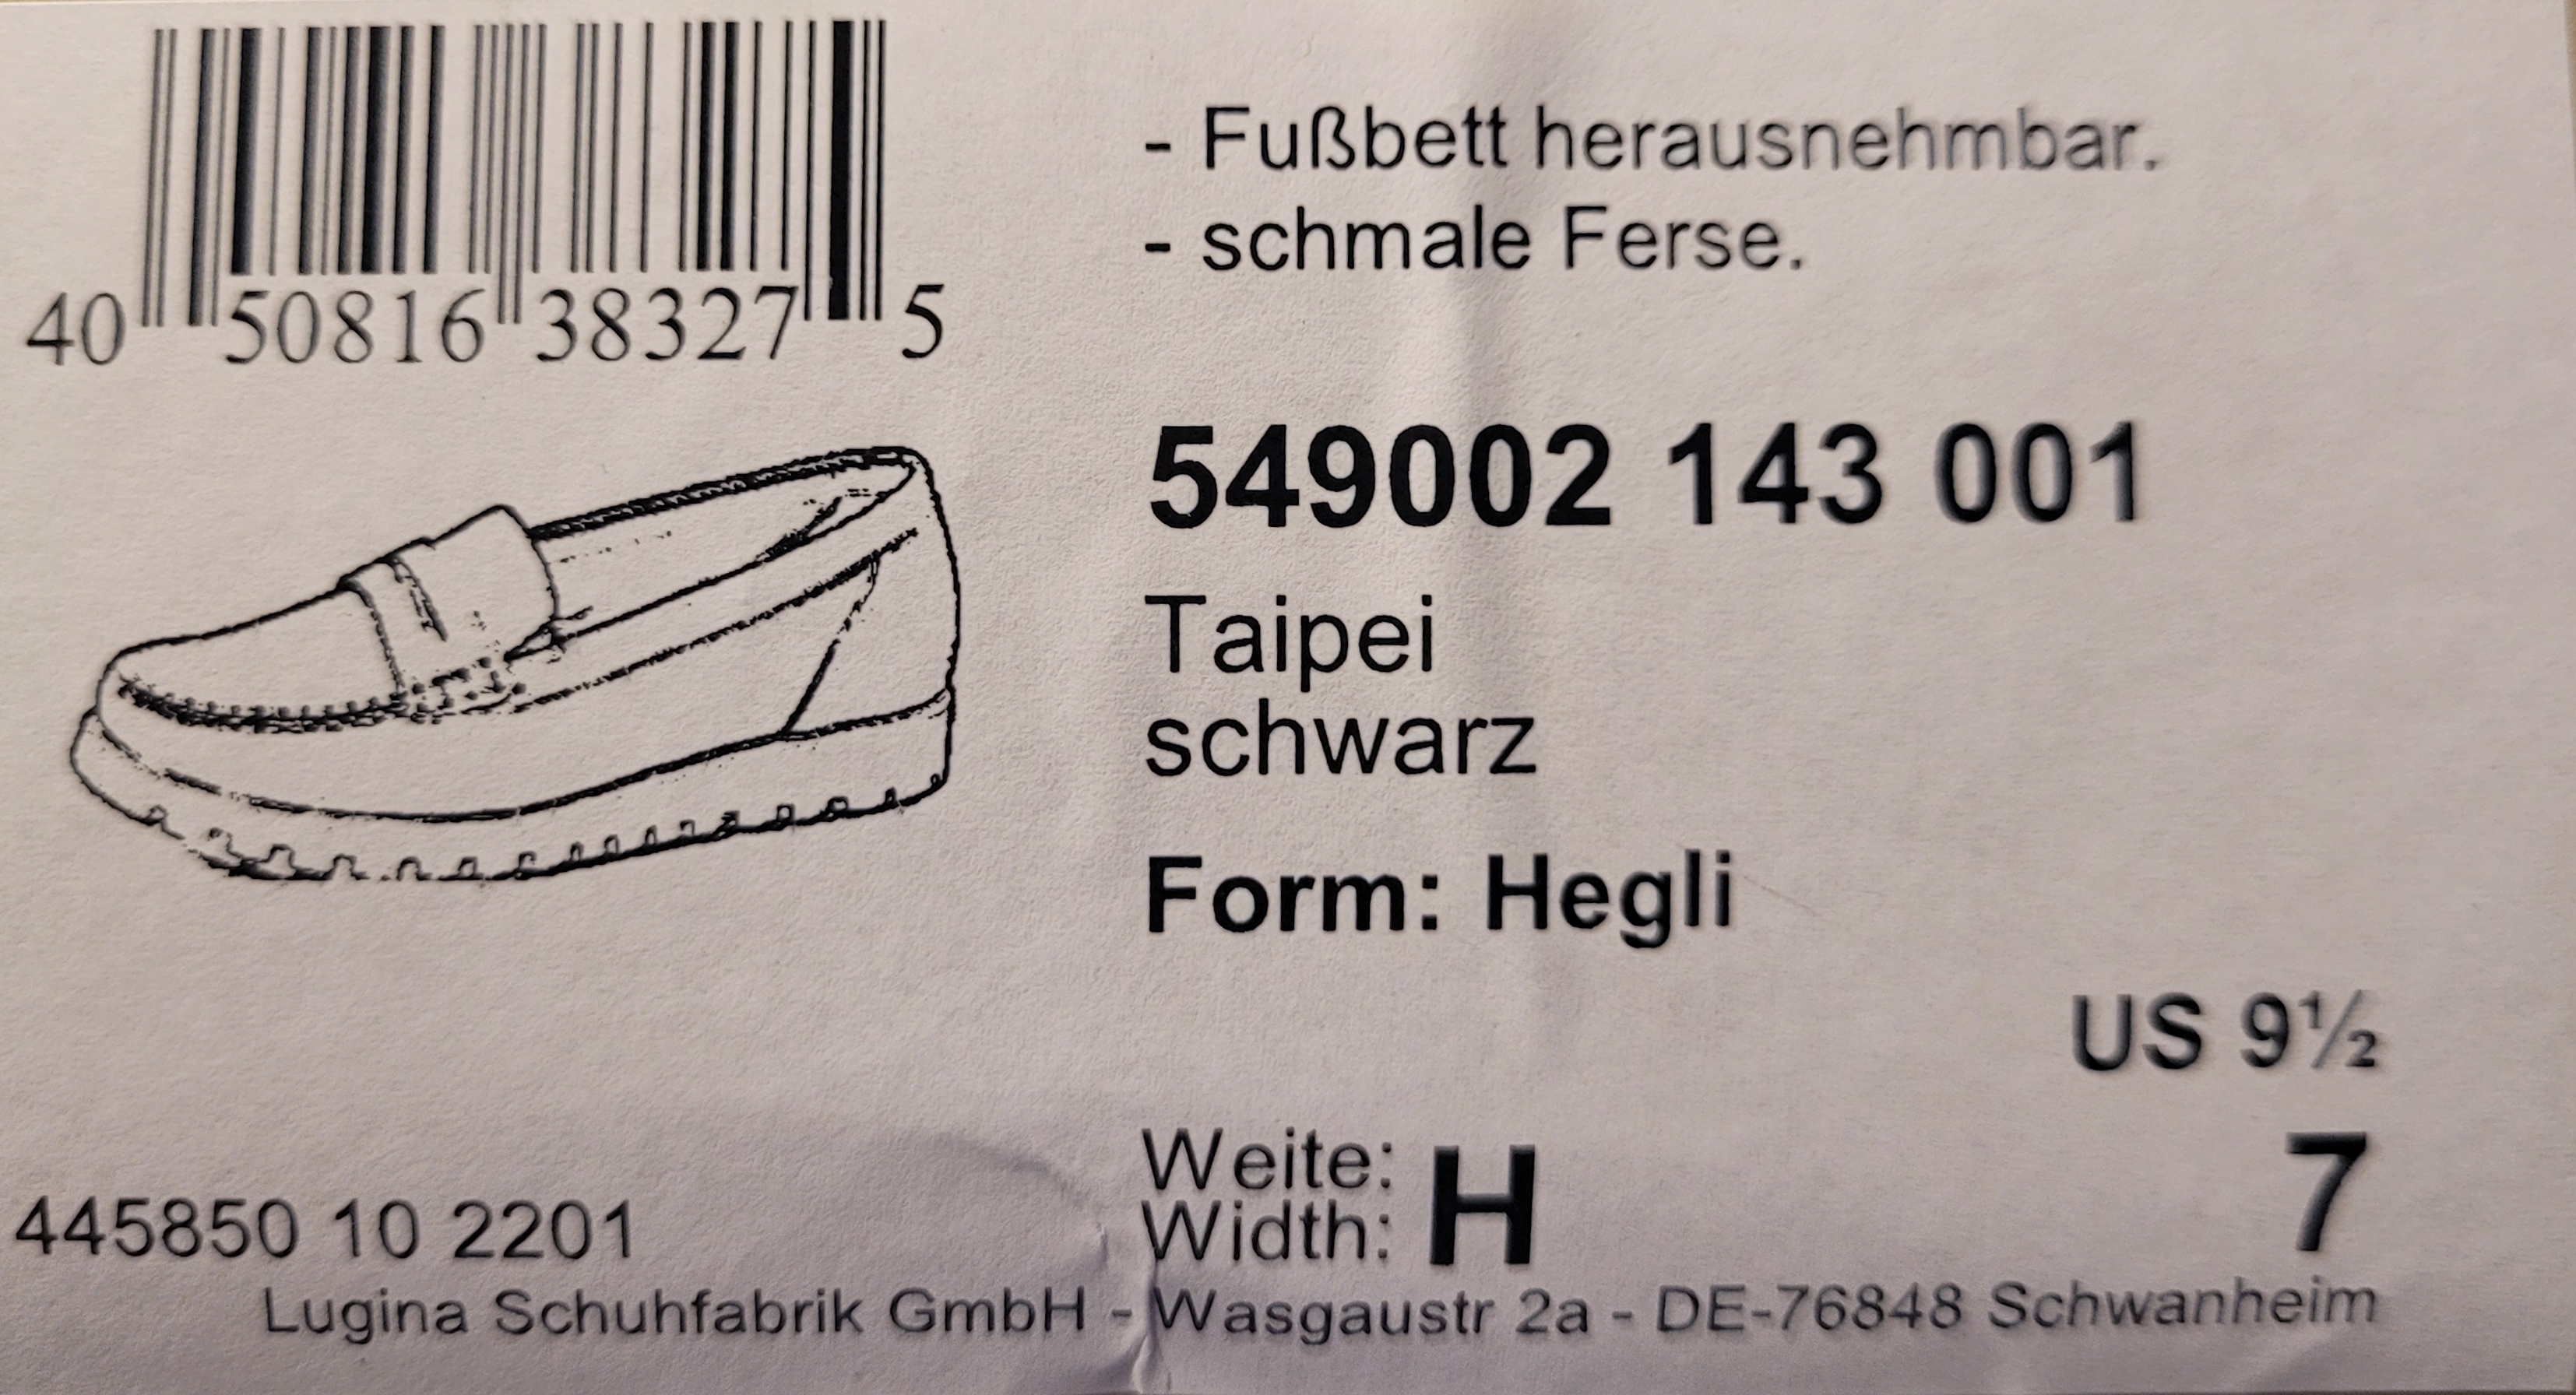 40 50816 38327 5
- Fußbett herausnehmbar.
- schmale Ferse.
549002 143 001
Taipei
schwarz
Form: Hegli
US 9½
Weite:
Width: H
7
445850 10 2201
Lugina Schuhfabrik GmbH - Wasgaustr 2a - DE-76848 Schwanheim